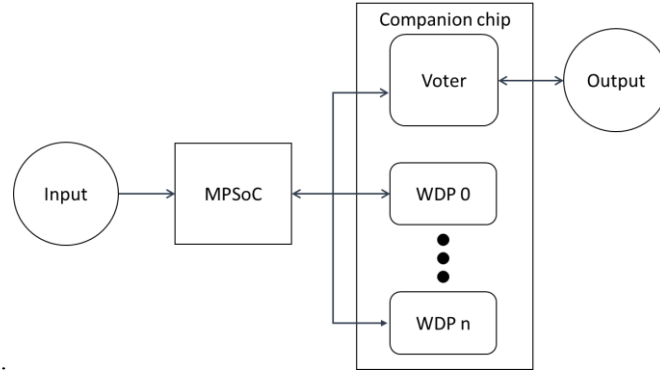 Companion chip
Voter
Output
Input
MPSoC
WDP 0
WDP n